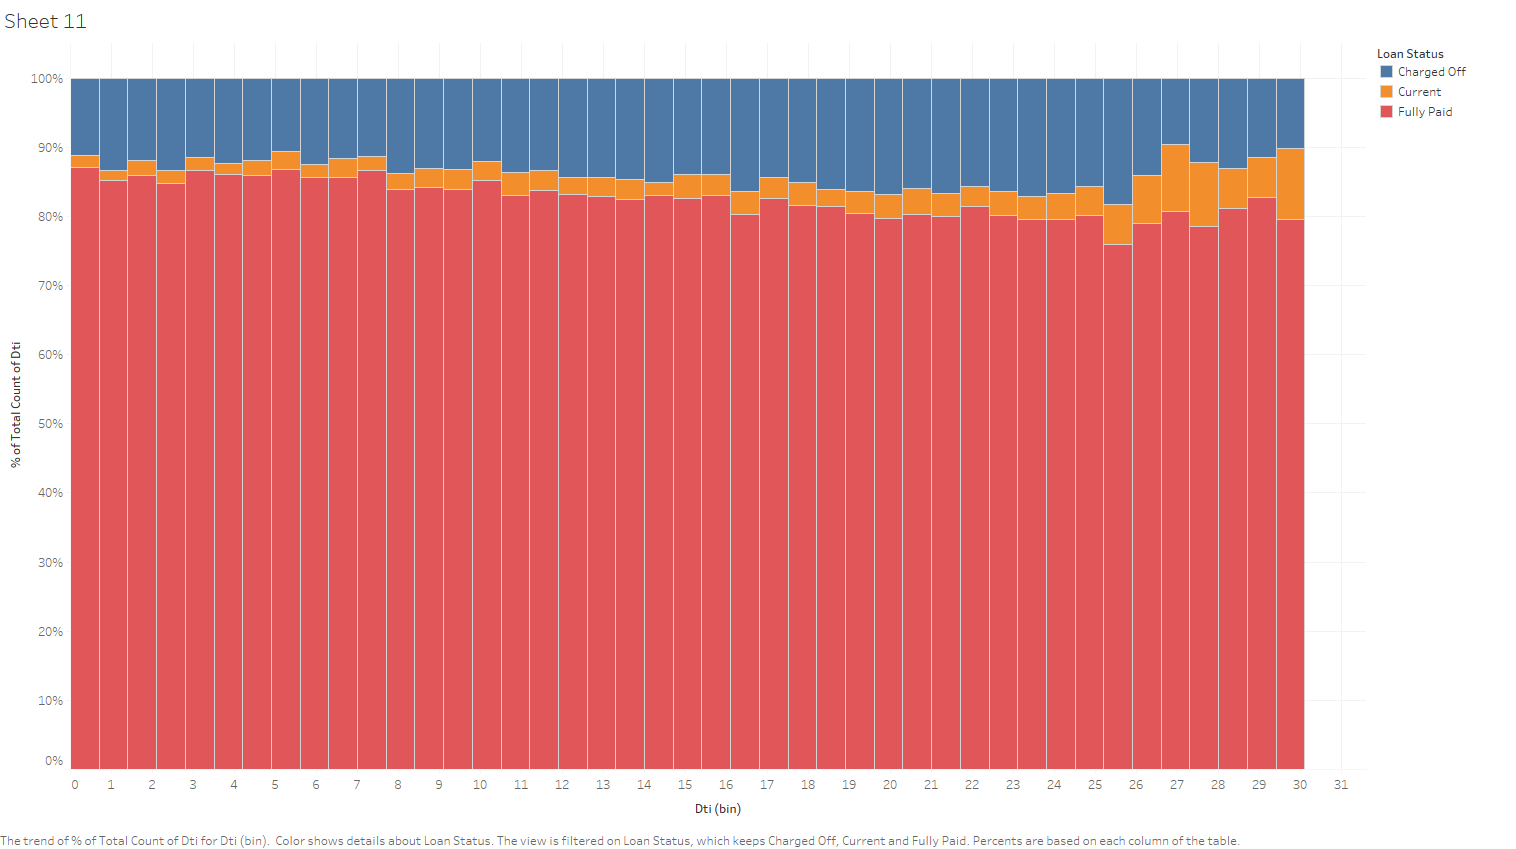 Sheet 11
Loan Status
Charged Off
Current
Fully Paid
100%
90%
80%
70%
60%
50%
40%
30%
20%
10%
0%
% of Total Count of Dti
0 1 2 3 4 5 6 7 8 9 10 11 12 13 14 15 16 17 18 19 20 21 22 23 24 25 26 27 28 29 30 31
Dti (bin)
The trend of % of Total Count of Dti for Dti (bin).  Color shows details about Loan Status. The view is filtered on Loan Status, which keeps Charged Off, Current and Fully Paid. Percents are based on each column of the table.